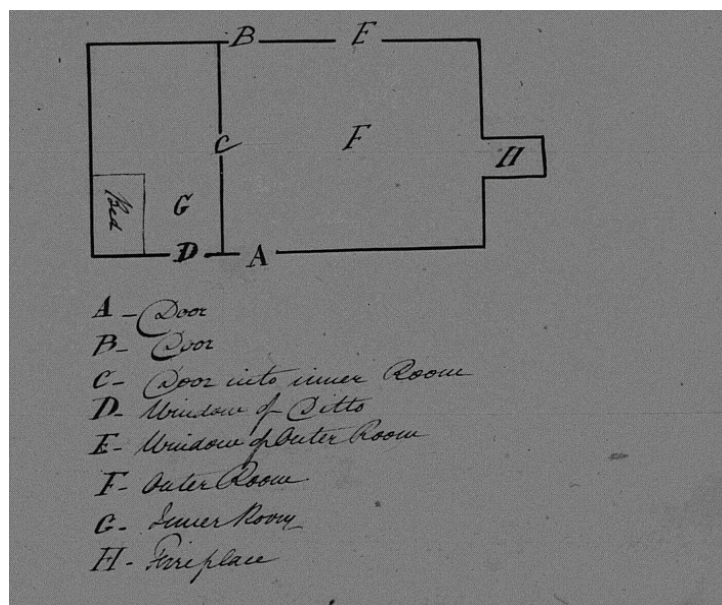 B E
C F H
Bed G
D A
A - Door
B - Door
C - Door into inner Room
D - Window of Ditto
E - Window of Outer Room
F - Outer Room
G - Inner Room
H - Fireplace